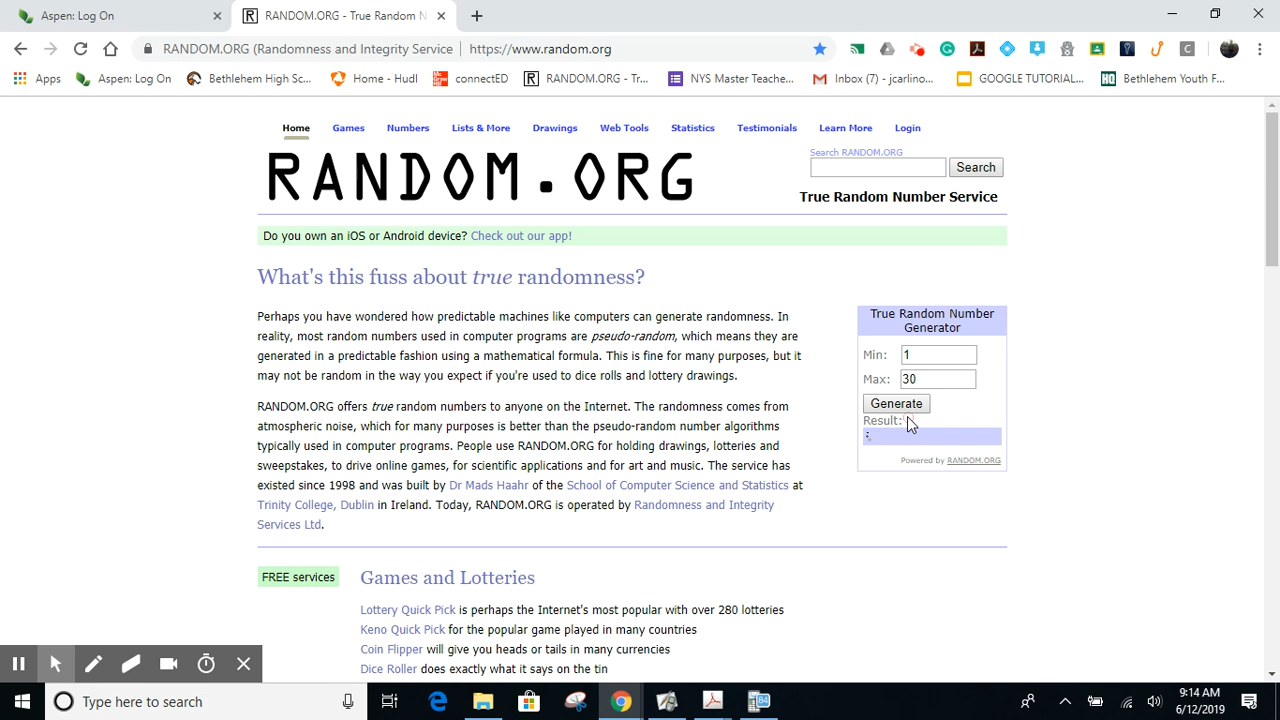 Aspen: Log On
RANDOM.ORG - True Random N
RANDOM.ORG (Randomness and Integrity Service | https://www.random.org
Apps Aspen: Log On Bethlehem High Sc... Home - Hudl connectED RANDOM.ORG - Tr... NYS Master Teache... Inbox (7) - jcarlino... GOOGLE TUTORIAL... Bethlehem Youth F...
Home Games Numbers Lists & More Drawings Web Tools Statistics Testimonials Learn More Login
RANDOM.ORG
Search RANDOM.ORG
Search
True Random Number Service
Do you own an iOS or Android device? Check out our app!
What's this fuss about true randomness?
Perhaps you have wondered how predictable machines like computers can generate randomness. In
reality, most random numbers used in computer programs are pseudo-random, which means they are
generated in a predictable fashion using a mathematical formula. This is fine for many purposes, but it
may not be random in the way you expect if you're used to dice rolls and lottery drawings.
RANDOM.ORG offers true random numbers to anyone on the Internet. The randomness comes from
atmospheric noise, which for many purposes is better than the pseudo-random number algorithms
typically used in computer programs. People use RANDOM.ORG for holding drawings, lotteries and
sweepstakes, to drive online games, for scientific applications and for art and music. The service has
existed since 1998 and was built by Dr Mads Haahr of the School of Computer Science and Statistics at
Trinity College, Dublin in Ireland. Today, RANDOM.ORG is operated by Randomness and Integrity
Services Ltd.
True Random Number
Generator
Min: 1
Max: 30
Generate
Result:
Powered by RANDOM.ORG
FREE services
Games and Lotteries
Lottery Quick Pick is perhaps the Internet's most popular with over 280 lotteries
Keno Quick Pick for the popular game played in many countries
Coin Flipper will give you heads or tails in many currencies
Dice Roller does exactly what it says on the tin
Type here to search
9:14 AM
6/12/2019